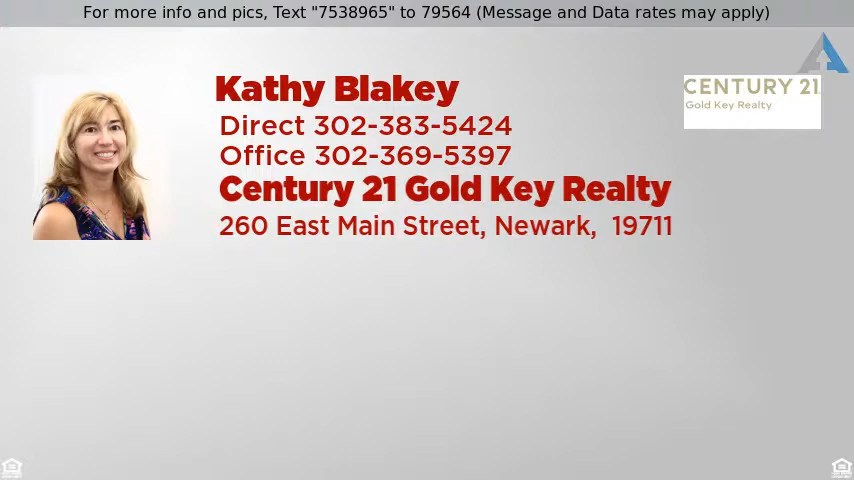 For more info and pics, Text "7538965" to 79564 (Message and Data rates may apply)
Kathy Blakey
Direct 302-383-5424
Office 302-369-5397
Century 21 Gold Key Realty
260 East Main Street, Newark,  19711
CENTURY 21
Gold Key Realty